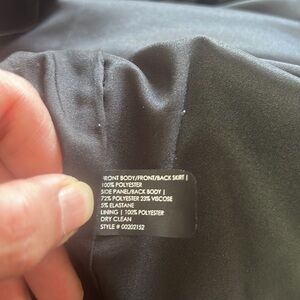 FRONT BODY/FRONT/BACK SKIRT |
100% POLYESTER
SIDE PANEL/BACK BODY |
72% POLYESTER 23% VISCOSE
5% ELASTANE
LINING | 100% POLYESTER
DRY CLEAN
STYLE # 00202152